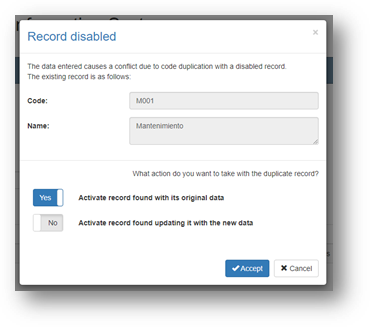 Record disabled
×
The data entered causes a conflict due to code duplication with a disabled record.
The existing record is as follows:
Code:
M001
Name:
Mantenimiento
What action do you want to take with the duplicate record?
Yes
Activate record found with its original data
No
Activate record found updating it with the new data
Accept
Cancel